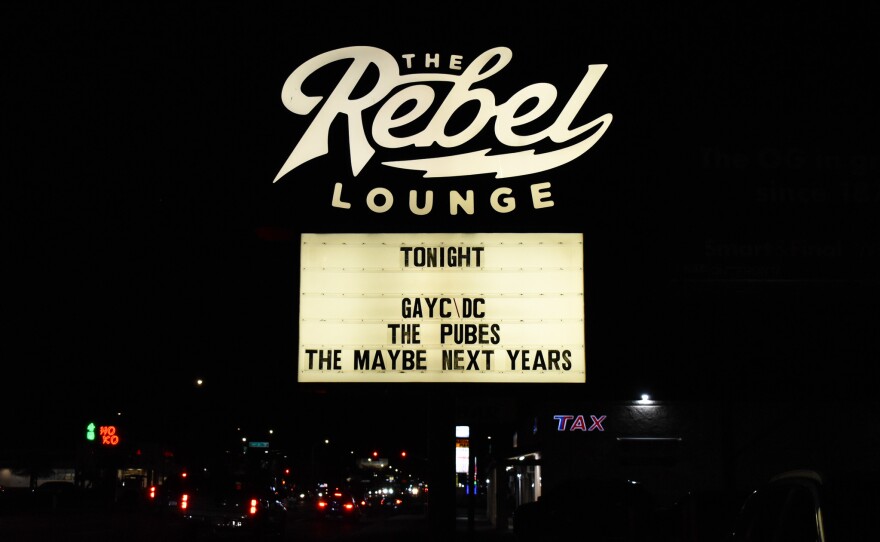 THE
Rebel
LOUNGE
TONIGHT
GAYC\DC
THE PUBES
THE MAYBE NEXT YEARS
TAX